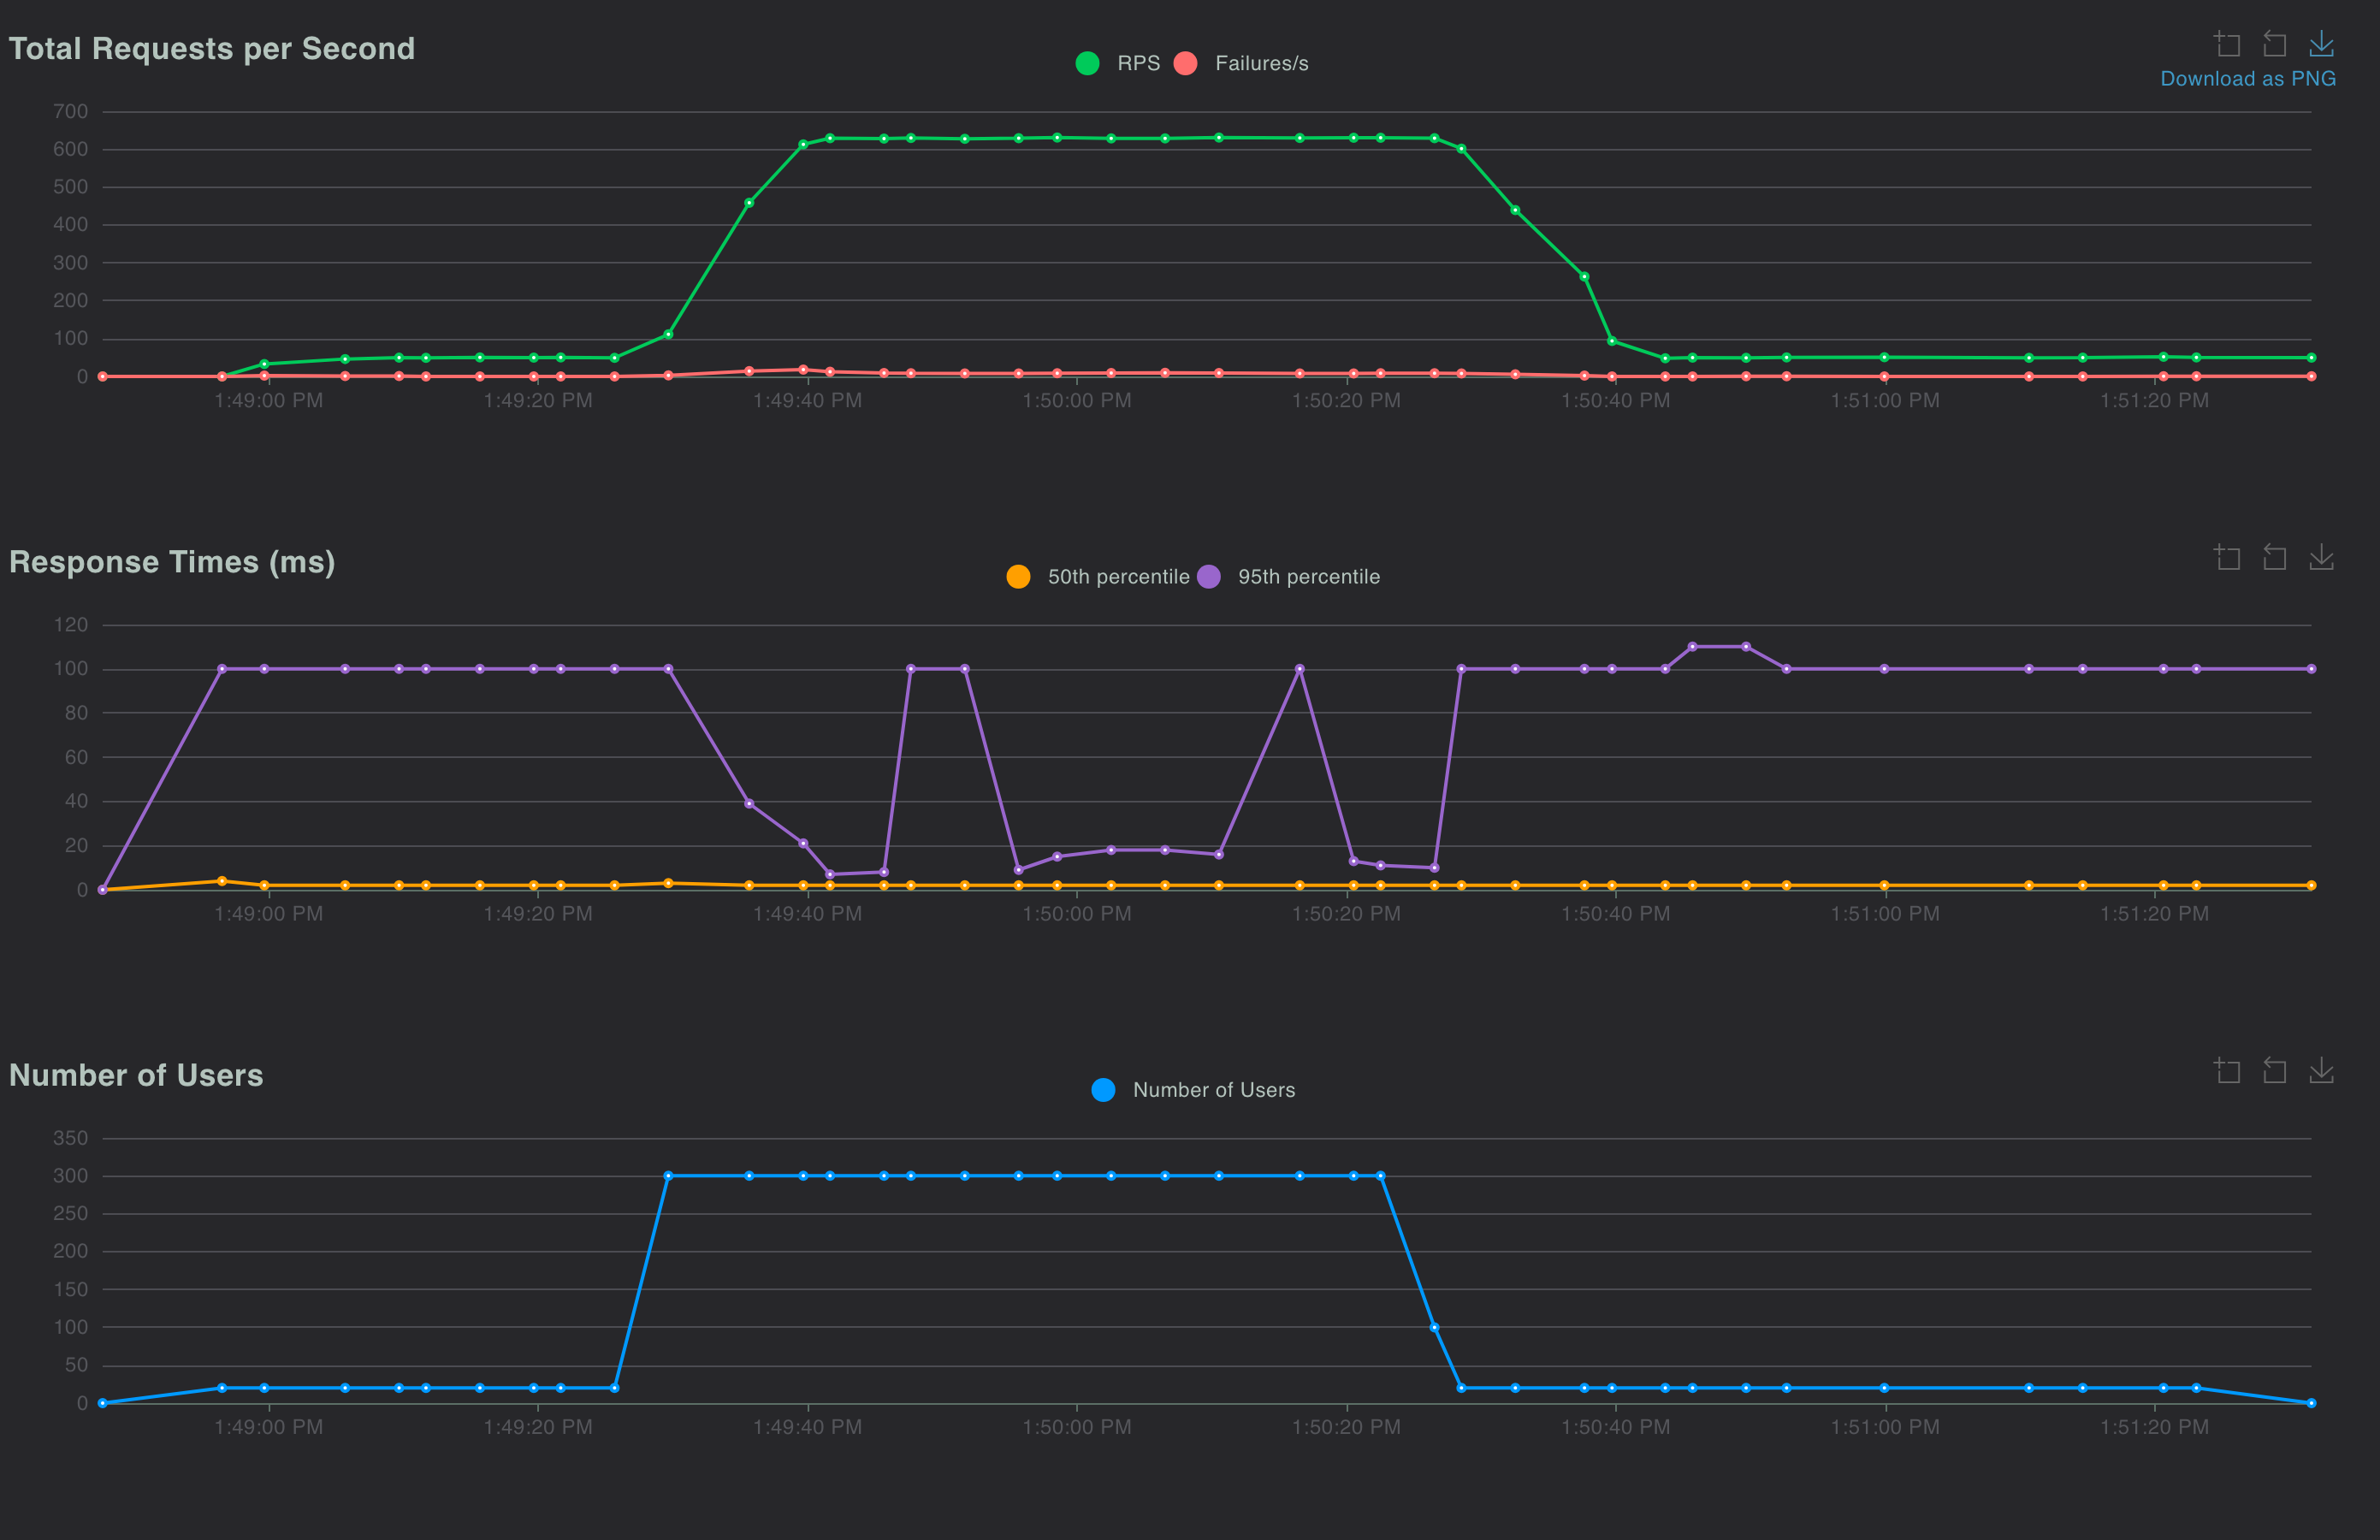 Total Requests per Second
RPS Failures/s
Download as PNG
700
600
500
400
300
200
100
0
1:49:00 PM 1:49:20 PM 1:49:40 PM 1:50:00 PM 1:50:20 PM 1:50:40 PM 1:51:00 PM 1:51:20 PM
Response Times (ms)
50th percentile 95th percentile
120
100
80
60
40
20
0
1:49:00 PM 1:49:20 PM 1:49:40 PM 1:50:00 PM 1:50:20 PM 1:50:40 PM 1:51:00 PM 1:51:20 PM
Number of Users
Number of Users
350
300
250
200
150
100
50
0
1:49:00 PM 1:49:20 PM 1:49:40 PM 1:50:00 PM 1:50:20 PM 1:50:40 PM 1:51:00 PM 1:51:20 PM